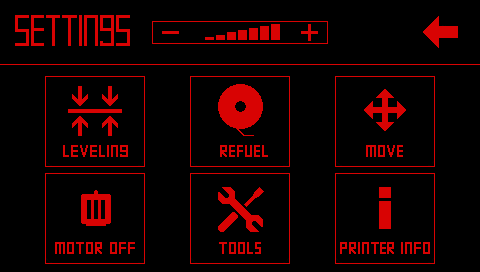 SETTINGS
LEVELING
REFUEL
MOVE
MOTOR OFF
TOOLS
PRINTER INFO